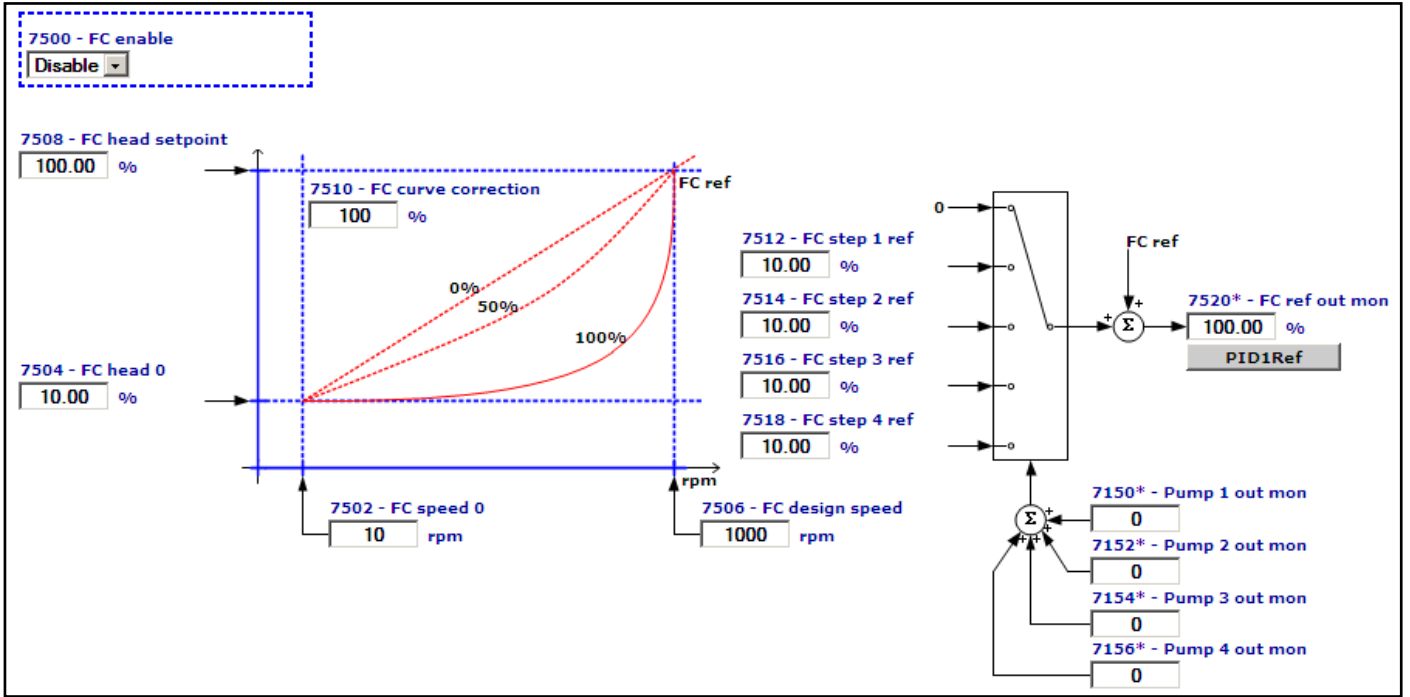 7500 - FC enable
Disable
7508 - FC head setpoint
100.00 %
7510 - FC curve correction
100 %
FC ref
0%
50%
100%
7504 - FC head 0
10.00 %
rpm
7502 - FC speed 0
10 rpm
7506 - FC design speed
1000 rpm
0
7512 - FC step 1 ref
10.00 %
7514 - FC step 2 ref
10.00 %
7516 - FC step 3 ref
10.00 %
7518 - FC step 4 ref
10.00 %
FC ref
+
+
Σ
7520* - FC ref out mon
100.00 %
PID1Ref
Σ
+
+
+ +
7150* - Pump 1 out mon
0
7152* - Pump 2 out mon
0
7154* - Pump 3 out mon
0
7156* - Pump 4 out mon
0